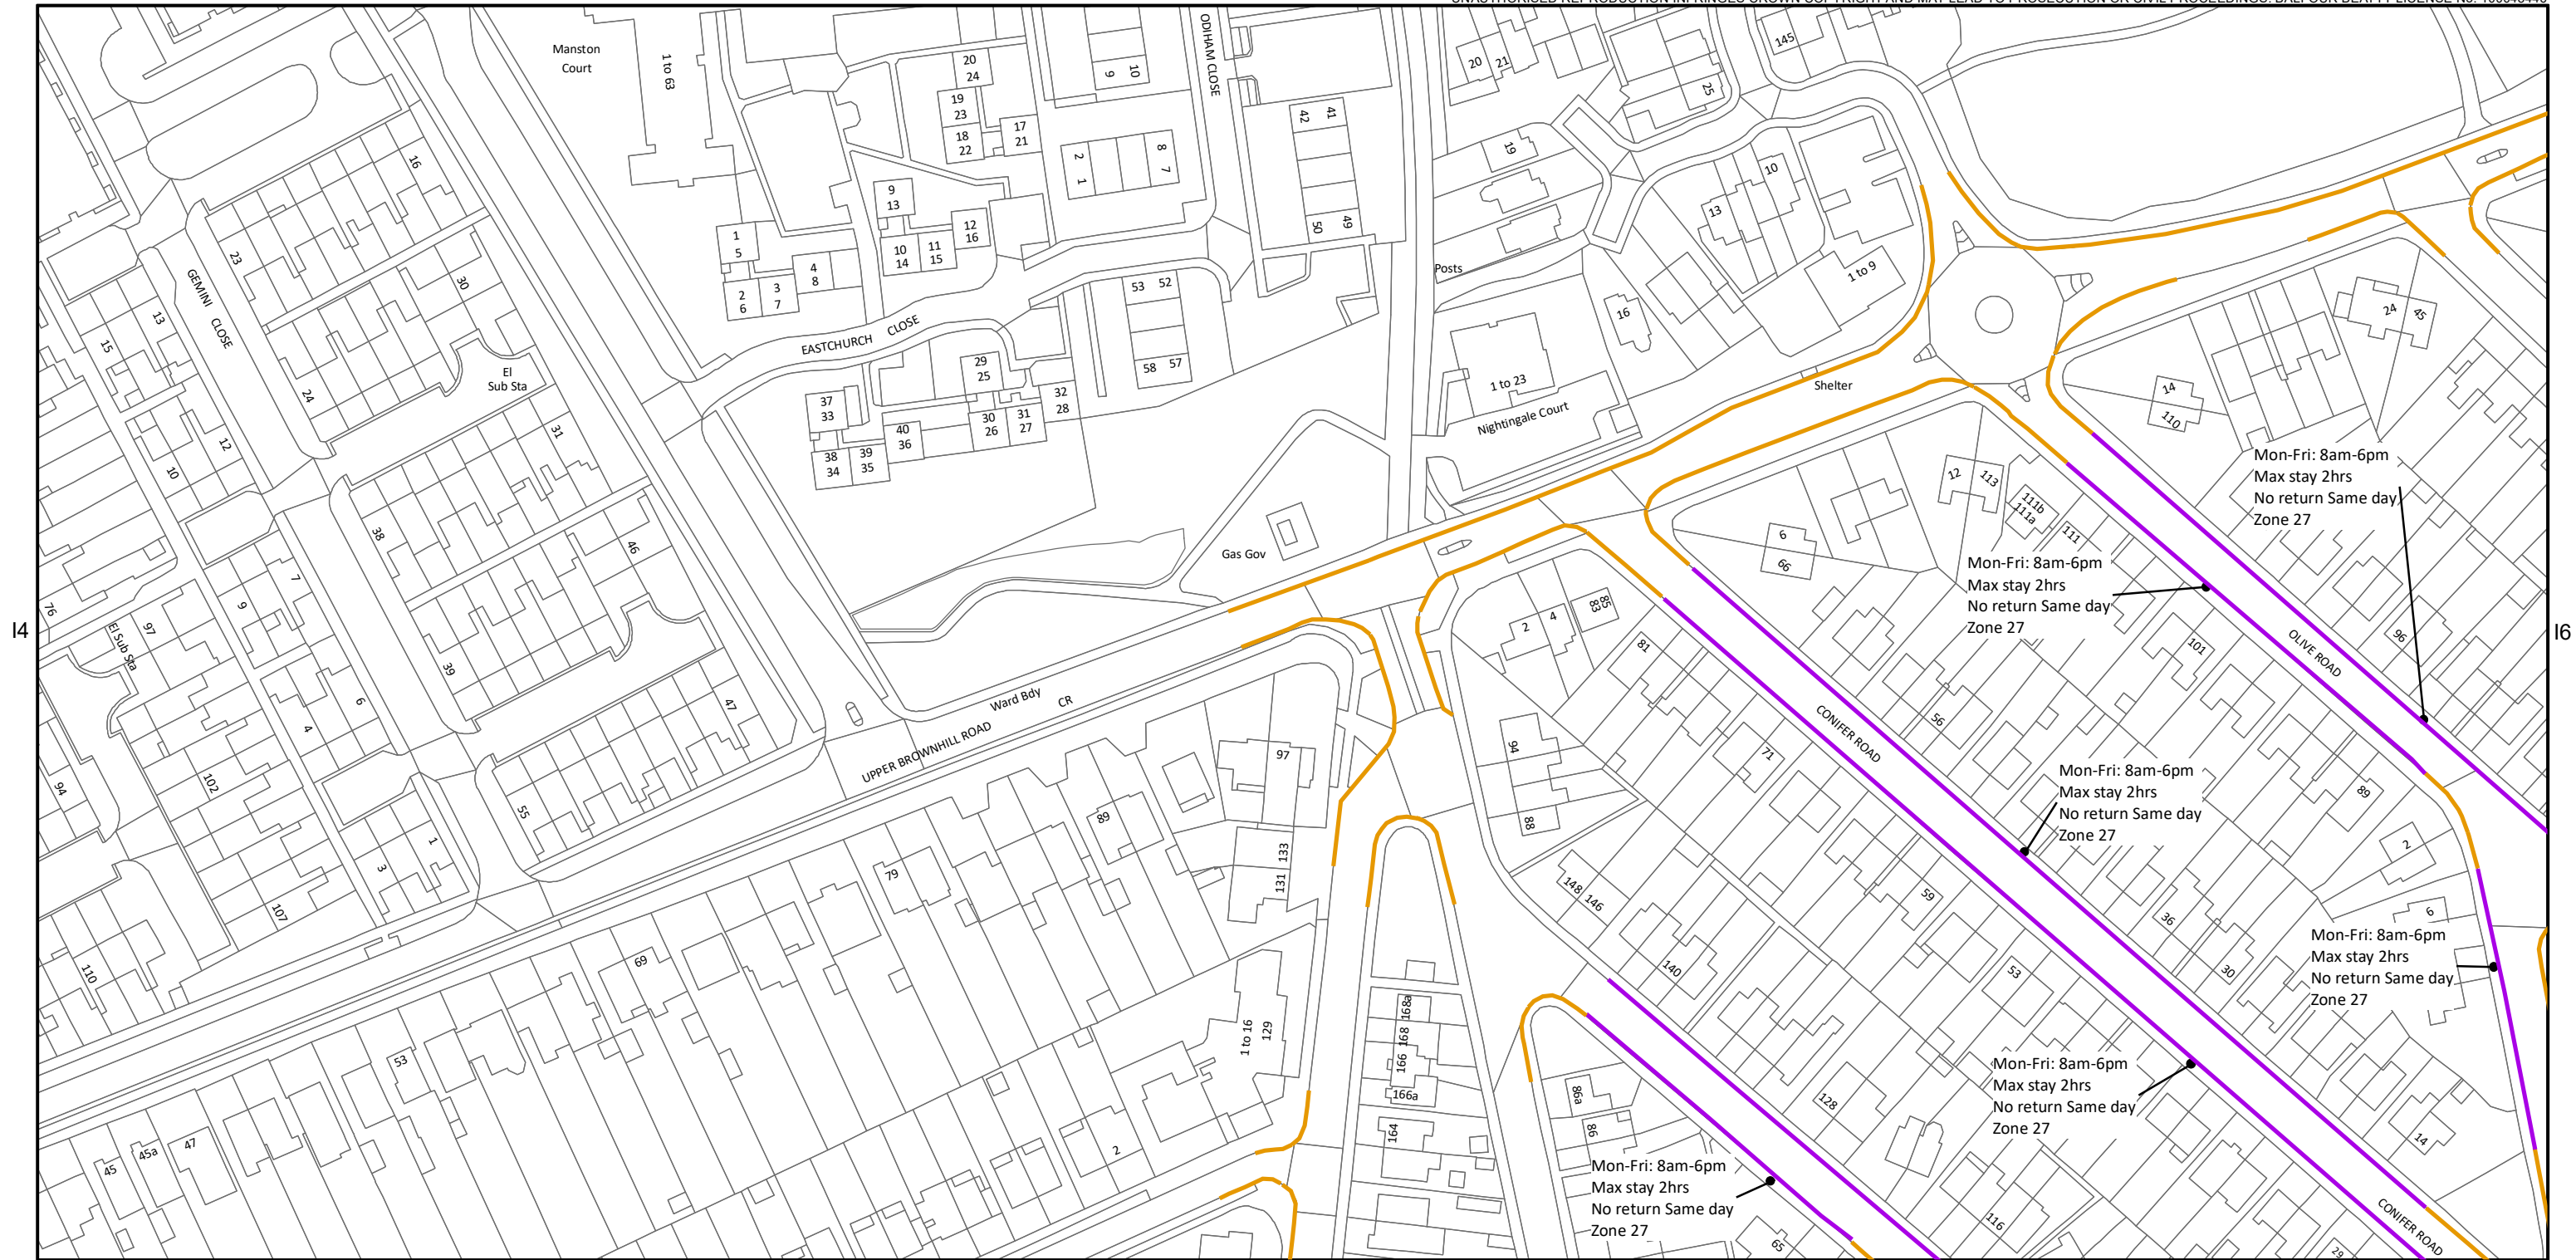 Manston
Court
1 to 63
20
24
19
23
18
22
17
21
9
10
ODIHAM CLOSE
42
41
50
49
2
1
8
7
9
13
12
16
10
14
11
15
1
5
4
8
2
6
3
7
EASTCHURCH CLOSE
53 52
58 57
29
25
37
33
32
28
30
26
31
27
40
36
38
34
39
35
20
21
25
145
19
10
13
1 to 9
Posts
16
1 to 23
Nightingale Court
Shelter
Gas Gov
16
23
GEMINI CLOSE
30
13
15
24
El
Sub Sta
12
10
31
38
46
7
9
76
97
El Sub Sta
39
6
4
47
94
102
55
1
3
107
110
I4
I6
Ward Bdy
CR
UPPER BROWNHILL ROAD
97
89
133
131
79
69
53
47
45a
45
1 to 16
129
2
24
45
14
110
12
113
111b
111a
111
6
66
2
4
83
85
81
94
88
71
56
101
96
89
2
6
148
146
140
59
53
36
30
128
116
14
168a
168
166
166a
164
86a
86
65
29
OLIVE ROAD
CONIFER ROAD
CONIFER ROAD
Mon-Fri: 8am-6pm
Max stay 2hrs
No return Same day
Zone 27
Mon-Fri: 8am-6pm
Max stay 2hrs
No return Same day
Zone 27
Mon-Fri: 8am-6pm
Max stay 2hrs
No return Same day
Zone 27
Mon-Fri: 8am-6pm
Max stay 2hrs
No return Same day
Zone 27
Mon-Fri: 8am-6pm
Max stay 2hrs
No return Same day
Zone 27
Mon-Fri: 8am-6pm
Max stay 2hrs
No return Same day
Zone 27